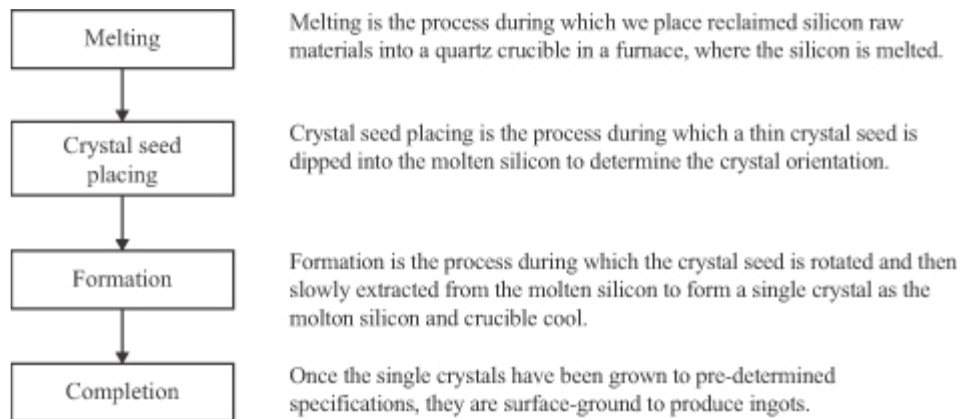 Melting
Melting is the process during which we place reclaimed silicon raw
materials into a quartz crucible in a furnace, where the silicon is melted.
Crystal seed
placing
Crystal seed placing is the process during which a thin crystal seed is
dipped into the molten silicon to determine the crystal orientation.
Formation
Formation is the process during which the crystal seed is rotated and then
slowly extracted from the molten silicon to form a single crystal as the
molton silicon and crucible cool.
Completion
Once the single crystals have been grown to pre-determined
specifications, they are surface-ground to produce ingots.